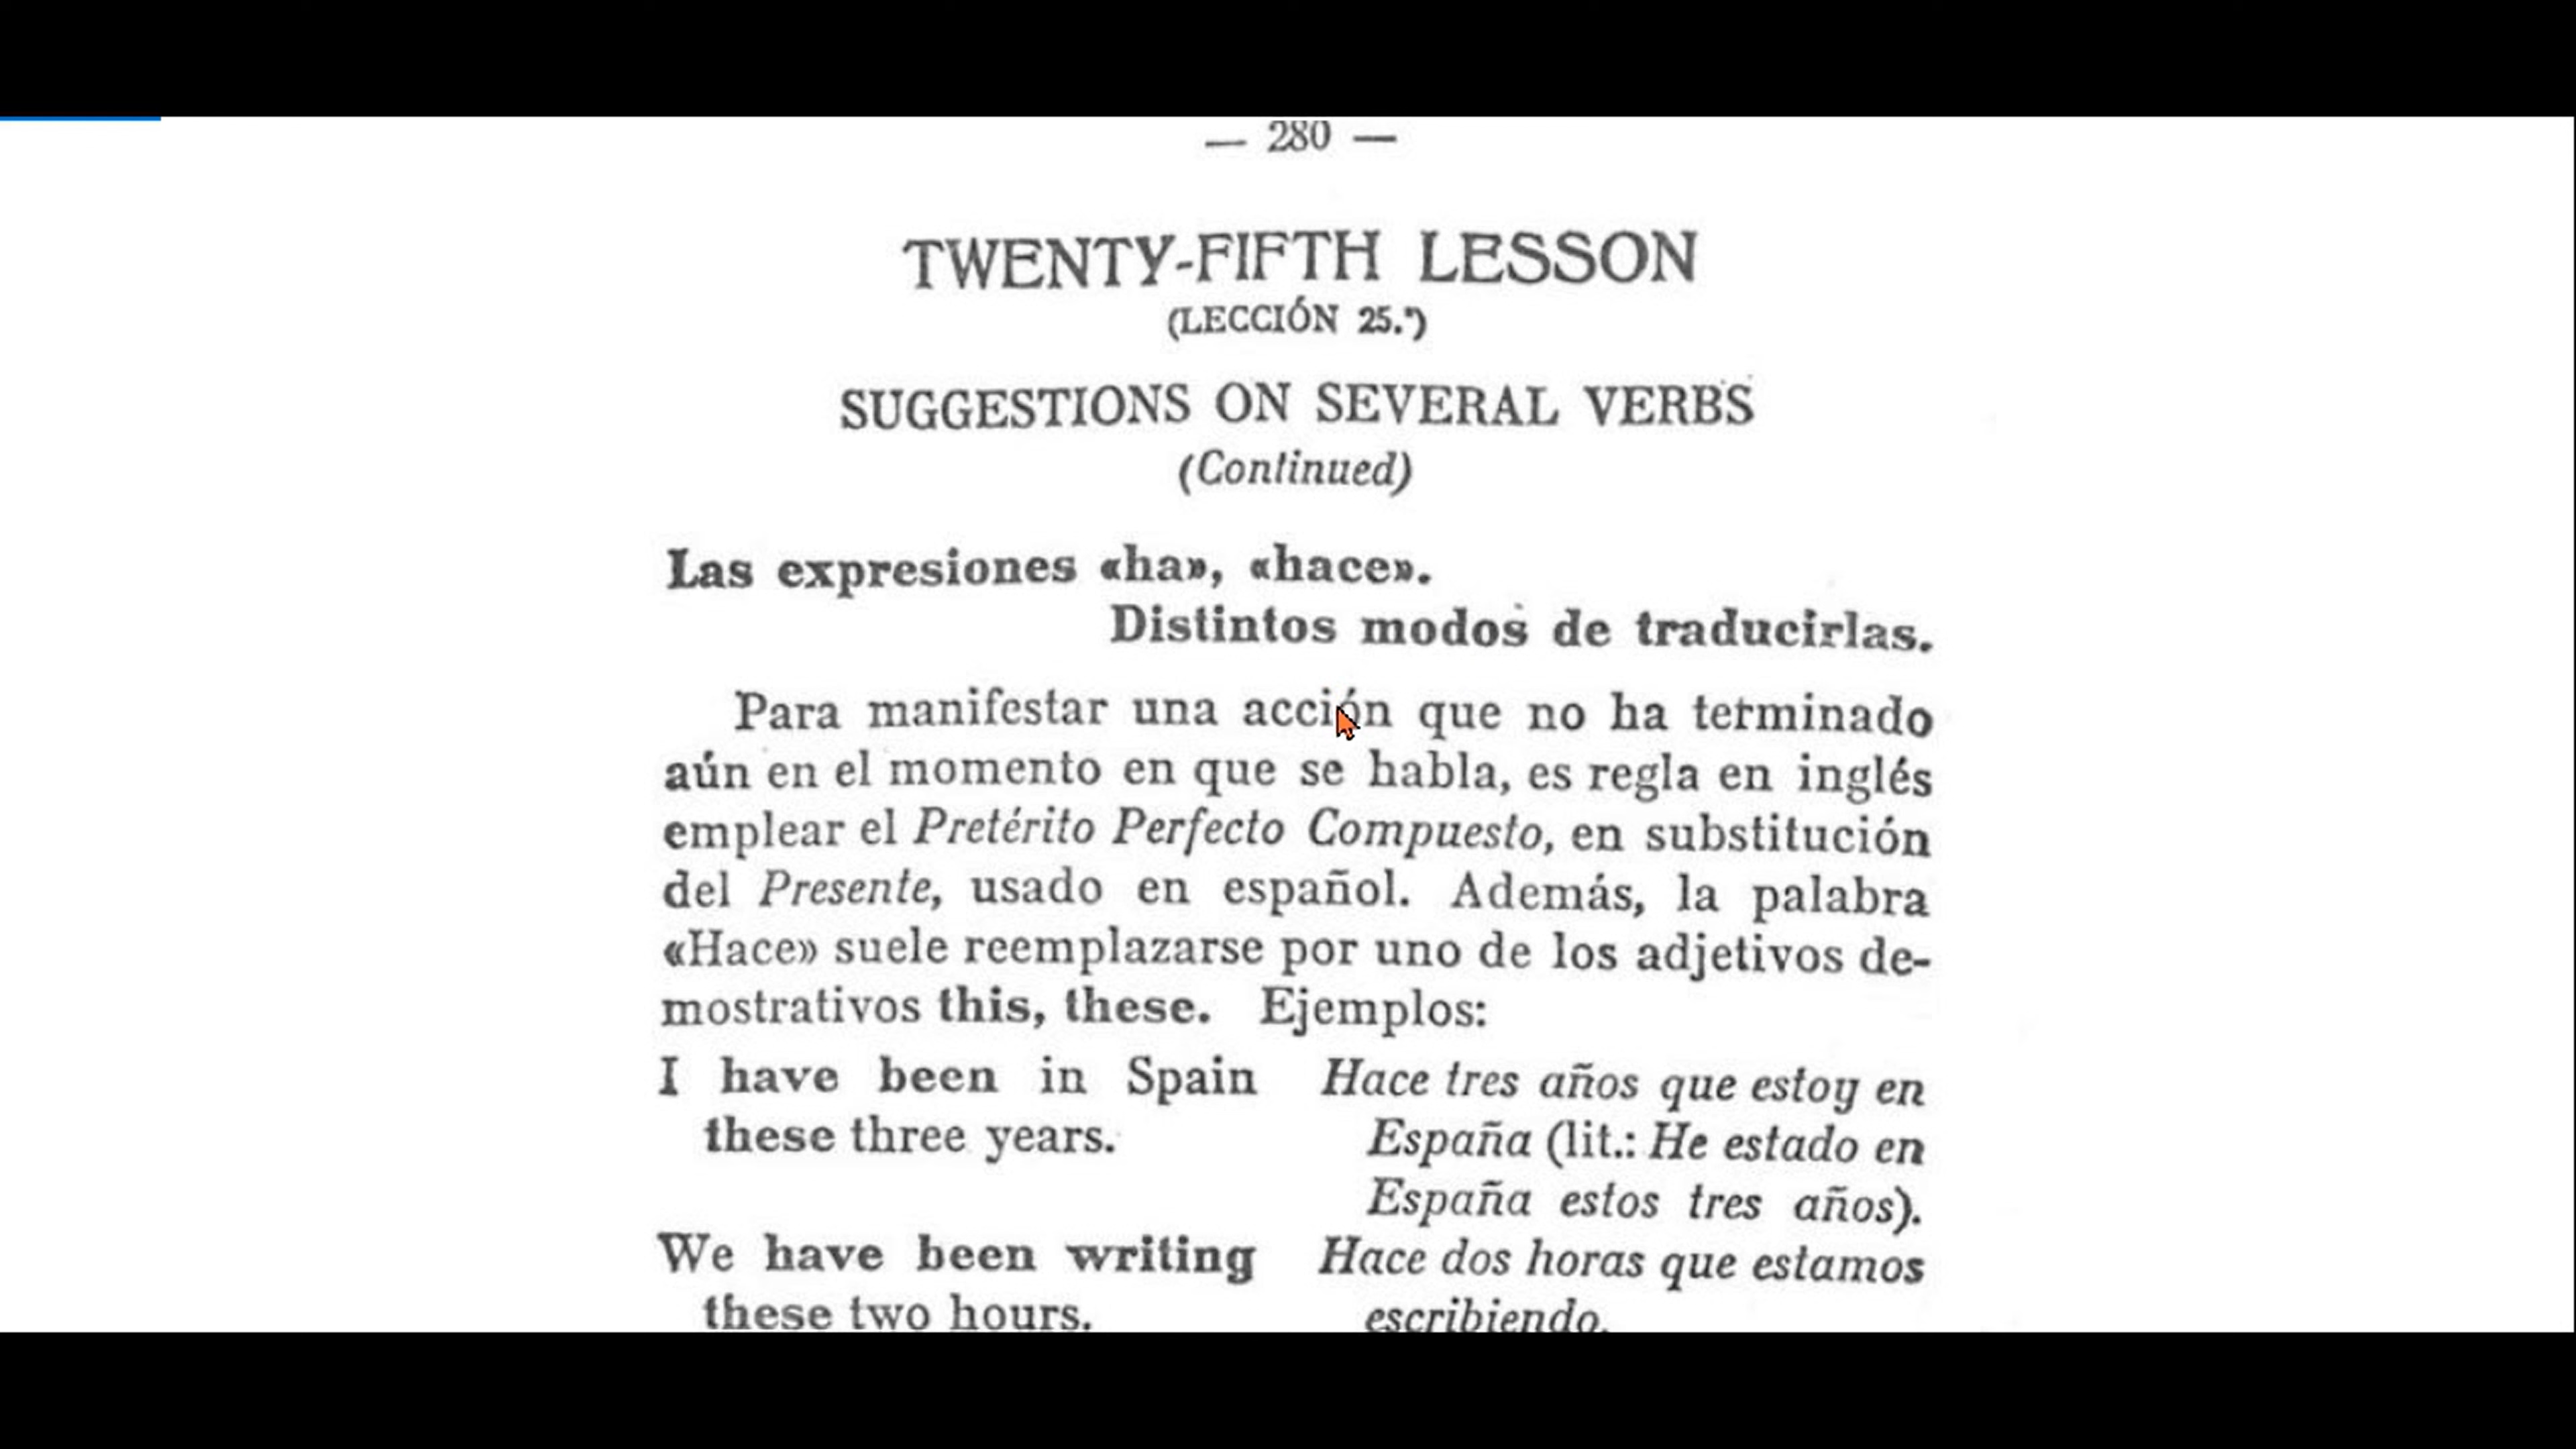 — 280 —
TWENTY-FIFTH LESSON
(LECCIÓN 25.ª)
SUGGESTIONS ON SEVERAL VERBS
(Continued)
Las expresiones «ha», «hace».
Distintos modos de traducirlas.
Para manifestar una acción que no ha terminado
aún en el momento en que se habla, es regla en inglés
emplear el Pretérito Perfecto Compuesto, en substitución
del Presente, usado en español. Además, la palabra
«Hace» suele reemplazarse por uno de los adjetivos de-
mostrativos this, these. Ejemplos:
I have been in Spain
these three years.
Hace tres años que estoy en
España (lit.: He estado en
España estos tres años).
We have been writing
these two hours.
Hace dos horas que estamos
escribiendo.